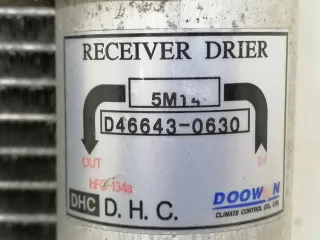 RECEIVER DRIER
5M14
D46643-0630
OUT IN
HFC-134a
DHC D. H. C. DOOWON
CLIMATE CONTROL CO., LTD.